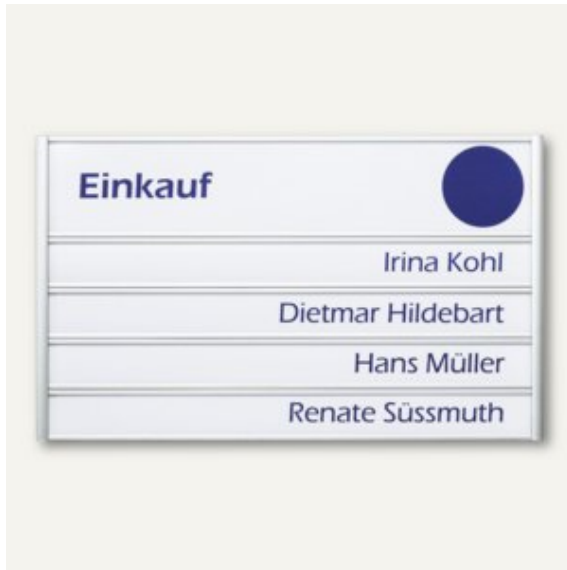 Einkauf
Irina Kohl
Dietmar Hildebart
Hans Müller
Renate Süssmuth